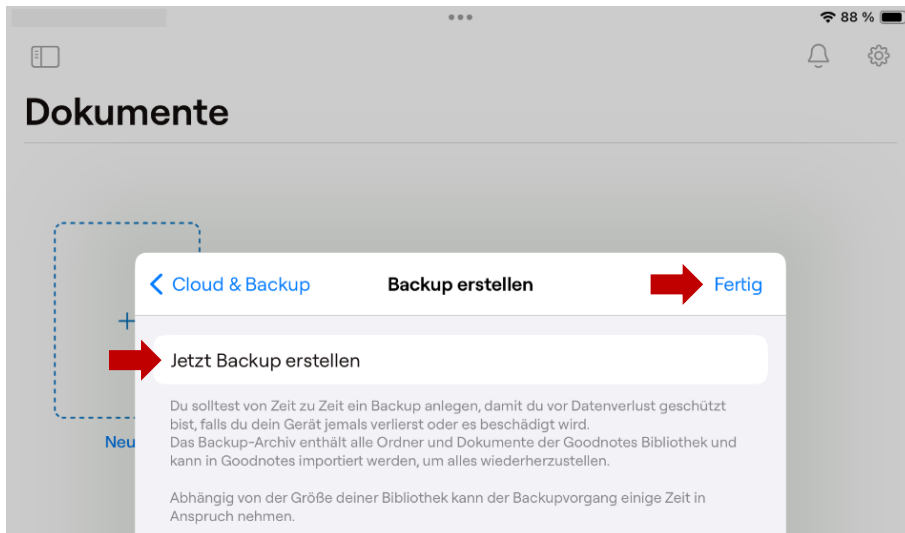 88 %
Dokumente
Cloud & Backup
Backup erstellen
Fertig
Jetzt Backup erstellen
Neu
Du solltest von Zeit zu Zeit ein Backup anlegen, damit du vor Datenverlust geschützt
bist, falls du dein Gerät jemals verlierst oder es beschädigt wird.
Das Backup-Archiv enthält alle Ordner und Dokumente der Goodnotes Bibliothek und
kann in Goodnotes importiert werden, um alles wiederherzustellen.
Abhängig von der Größe deiner Bibliothek kann der Backupvorgang einige Zeit in
Anspruch nehmen.